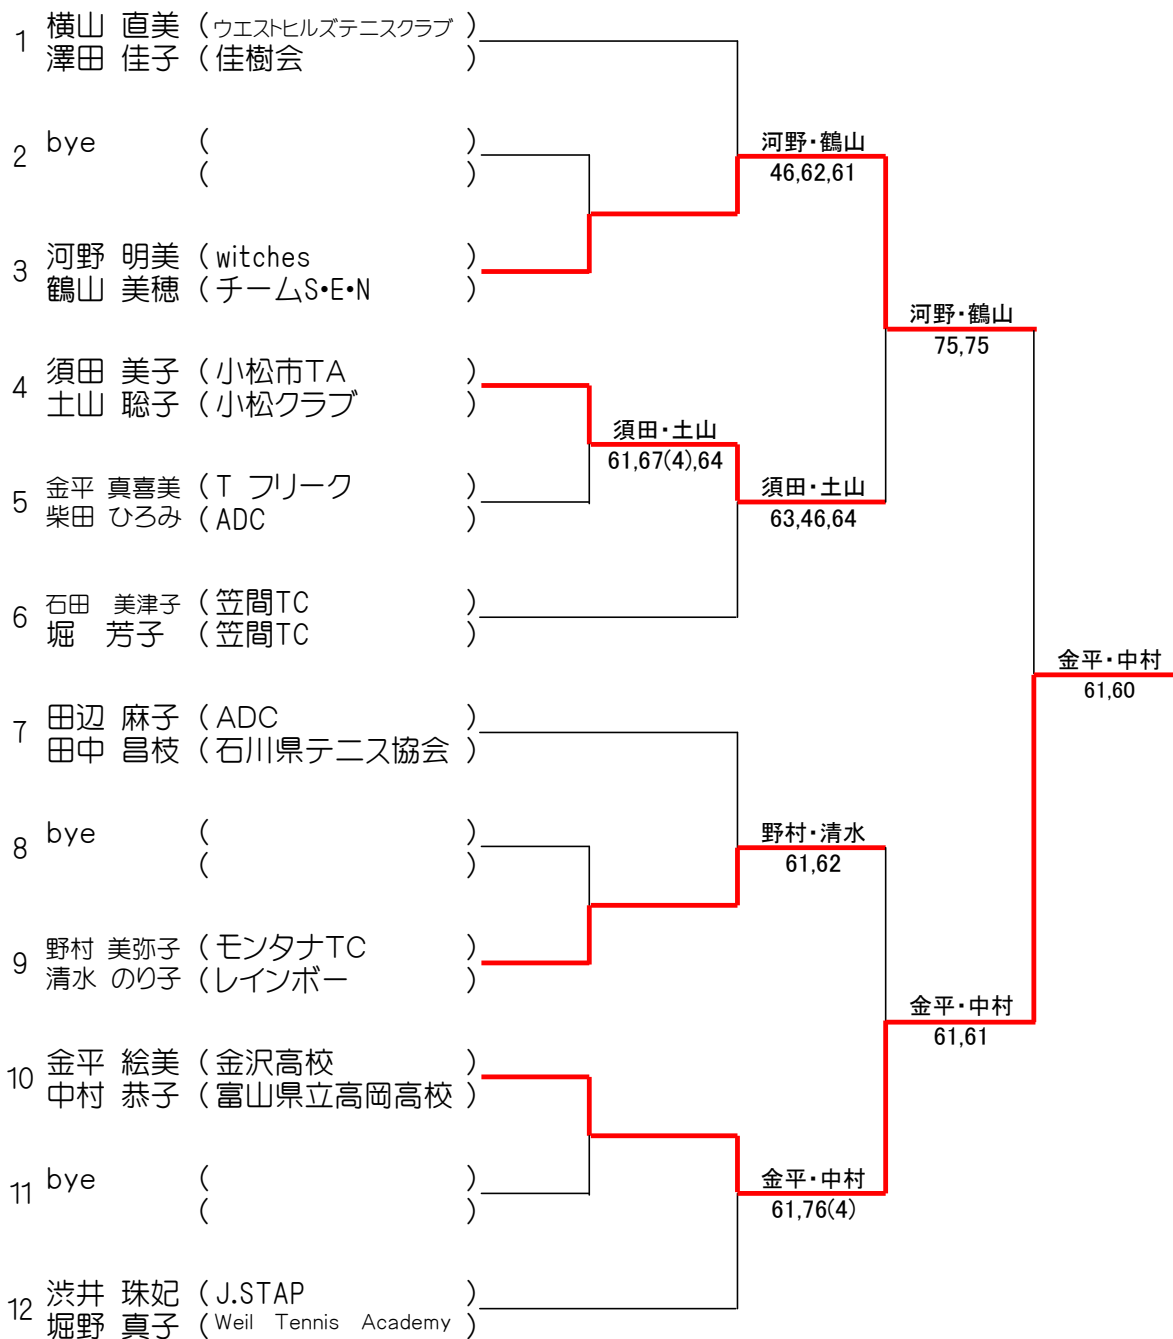 1 横山 直美 (ウエストヒルズテニスクラブ)
澤田 佳子 (佳樹会)
2 bye ( )
( )
河野・鶴山
46,62,61
3 河野 明美 (witches)
鶴山 美穂 (チームS・E・N)
河野・鶴山
75,75
4 須田 美子 (小松市TA)
土山 聡子 (小松クラブ)
須田・土山
61,67(4),64
5 金平 真喜美 (T フリーク)
柴田 ひろみ (ADC)
須田・土山
63,46,64
6 石田 美津子 (笠間TC)
堀 芳子 (笠間TC)
金平・中村
61,60
7 田辺 麻子 (ADC)
田中 昌枝 (石川県テニス協会)
8 bye ( )
( )
野村・清水
61,62
9 野村 美弥子 (モンタナTC)
清水 のり子 (レインボー)
金平・中村
61,61
10 金平 絵美 (金沢高校)
中村 恭子 (富山県立高岡高校)
11 bye ( )
( )
金平・中村
61,76(4)
12 渋井 珠妃 (J.STAP)
堀野 真子 (Weil Tennis Academy)